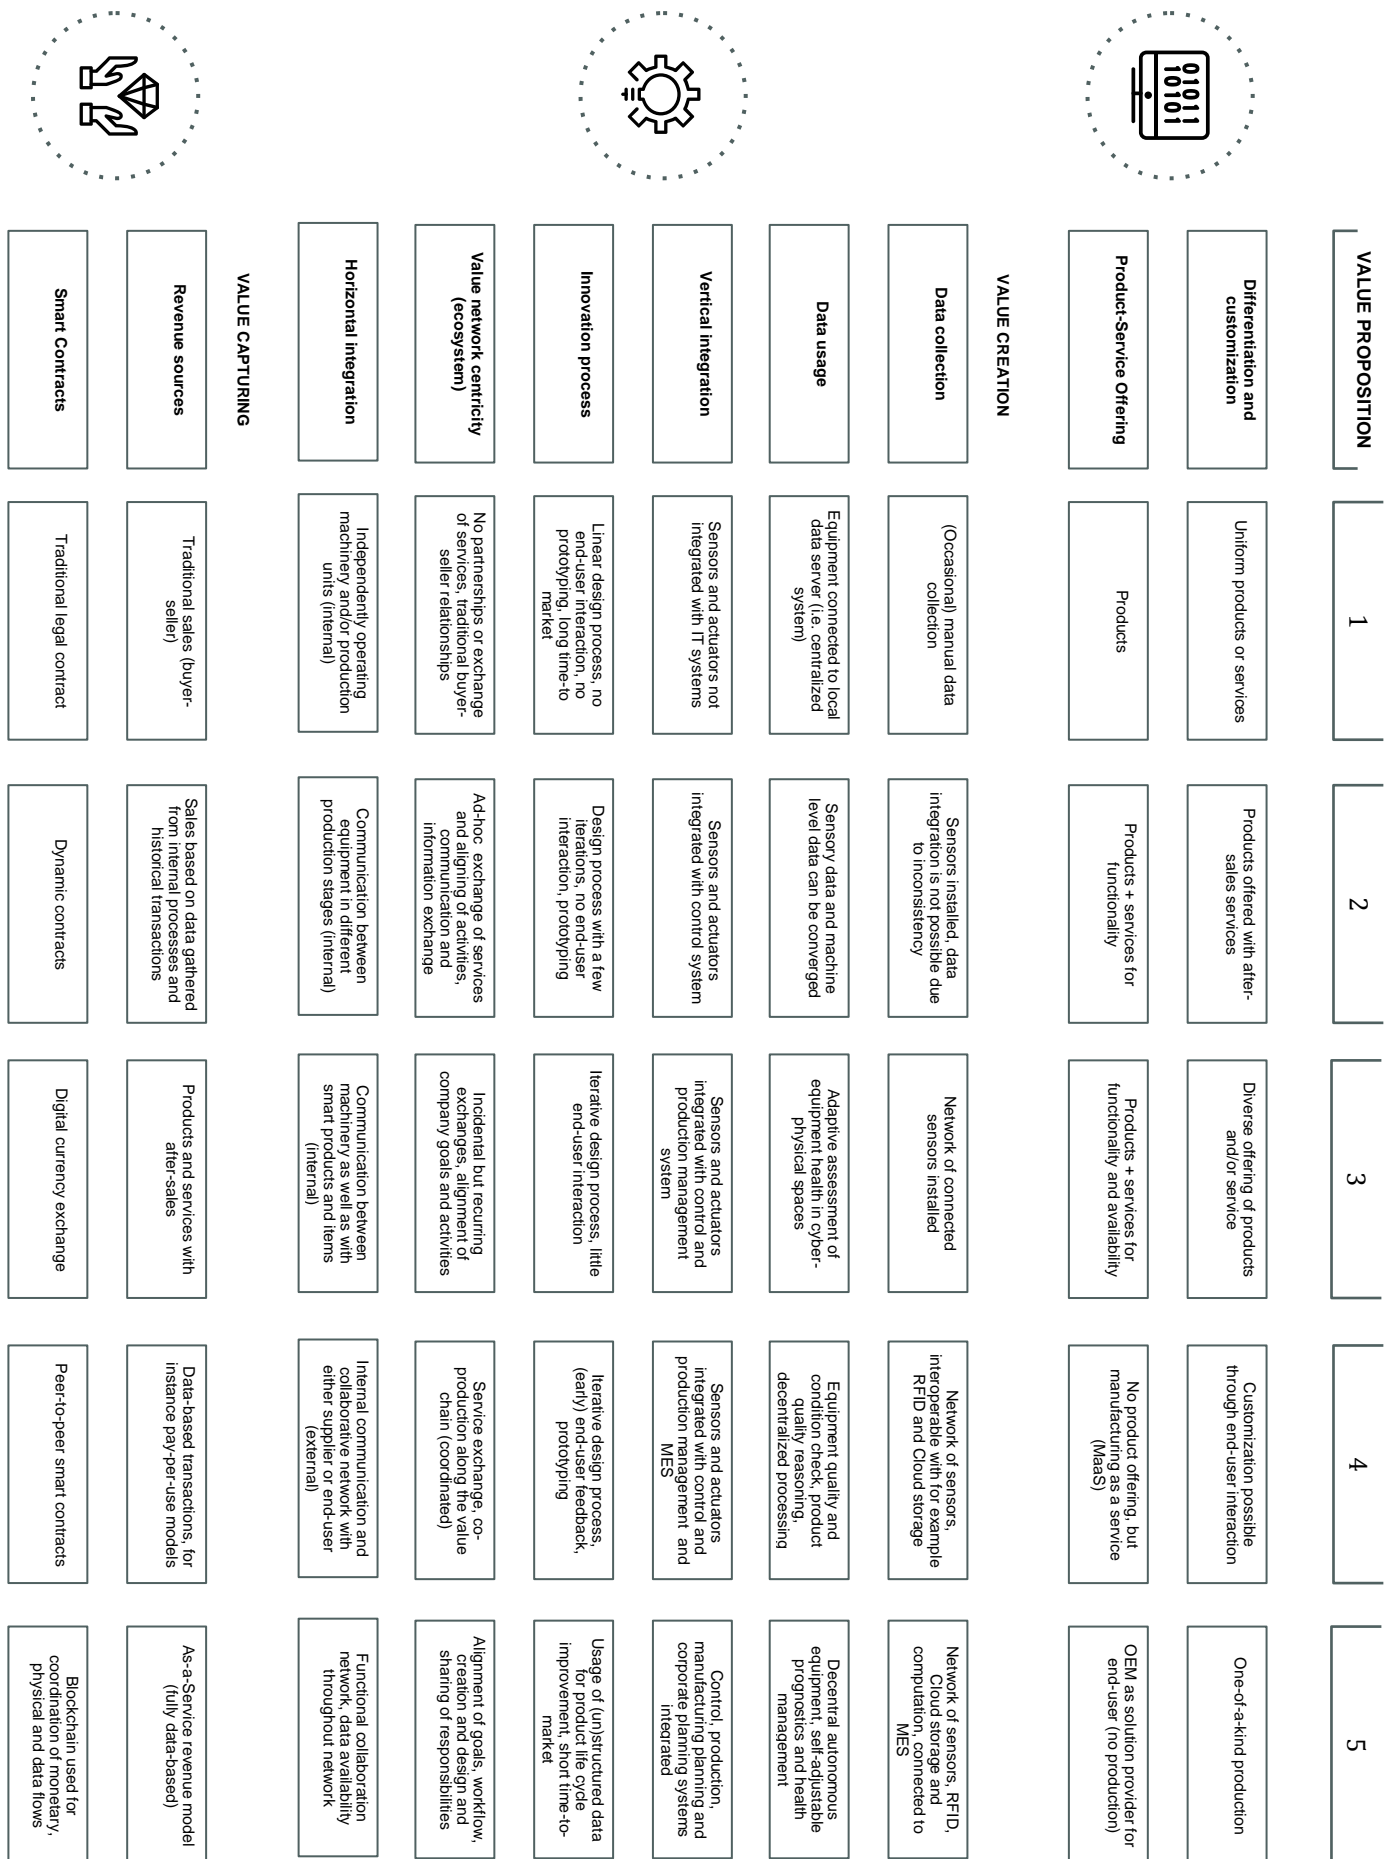 01011
10101
VALUE PROPOSITION
1
2
3
4
5
Differentiation and
customization
Uniform products or services
Products offered with after-
sales services
Diverse offering of products
and/or service
Customization possible
through end-user interaction
One-of-a-kind production
Product-Service Offering
Products
Products + services for
functionality
Products + services for
functionality and availability
No product offering, but
manufacturing as a service
(MaaS)
OEM as solution provider for
end-user (no production)
VALUE CREATION
Data collection
(Occasional) manual data
collection
Sensors installed, data
integration is not possible due
to inconsistency
Network of connected
sensors installed
Network of sensors,
interoperable with for example
RFID and Cloud storage
Network of sensors, RFID,
Cloud storage and
computation, connected to
MES
Data usage
Equipment connected to local
data server (i.e. centralized
system)
Sensory data and machine
level data can be converged
Adaptive assessment of
equipment health in cyber-
physical spaces
Equipment quality and
condition check, product
quality reasoning,
decentralized processing
Decentral autonomous
equipment, self-adjustable
prognostics and health
management
Vertical integration
Sensors and actuators not
integrated with IT systems
Sensors and actuators
integrated with control system
Sensors and actuators
integrated with control and
production management
system
Sensors and actuators
integrated with control and
production management and
MES
Control, production,
manufacturing planning and
corporate planning systems
integrated
Innovation process
Linear design process, no
end-user interaction, no
prototyping, long time-to
market
Design process with a few
iterations, no end-user
interaction, prototyping
Iterative design process, little
end-user interaction
Iterative design process,
(early) end-user feedback,
prototyping
Usage of (un)structured data
for product life cycle
improvement, short time-to-
market
Value network centricity
(ecosystem)
No partnerships or exchange
of services, traditional buyer-
seller relationships
Ad-hoc exchange of services
and aligning of activities,
communication and
information exchange
Incidental but recurring
exchanges, alignment of
company goals and activities
Service exchange, co-
production along the value
chain (coordinated)
Alignment of goals, workflow,
creation and design and
sharing of responsibilities
Horizontal integration
Independently operating
machinery and/or production
units (internal)
Communication between
equipment in different
production stages (internal)
Communication between
machinery as well as with
smart products and items
(internal)
Internal communication and
collaborative network with
either supplier or end-user
(external)
Functional collaboration
network, data availability
throughout network
VALUE CAPTURING
Revenue sources
Traditional sales (buyer-
seller)
Sales based on data gathered
from internal processes and
historical transactions
Products and services with
after-sales
Data-based transactions, for
instance pay-per-use models
As-a-Service revenue model
(fully data-based)
Smart Contracts
Traditional legal contract
Dynamic contracts
Digital currency exchange
Peer-to-peer smart contracts
Blockchain used for
coordination of monetary,
physical and data flows